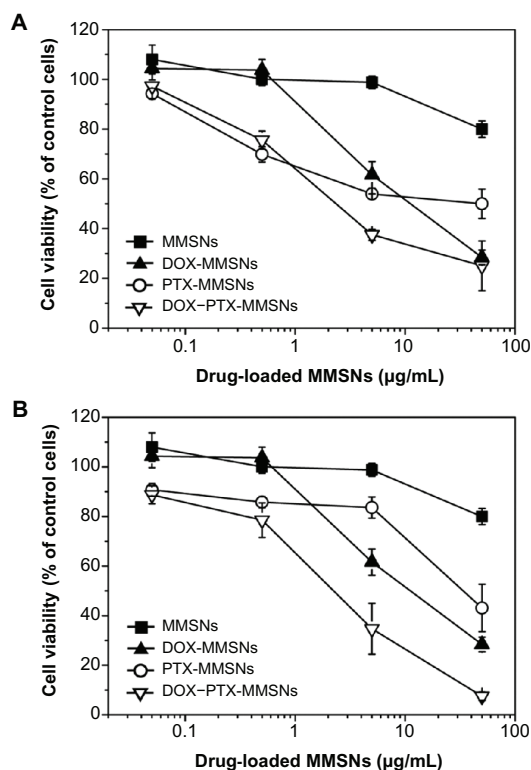 A
120
100
80
60
40
20
0
Cell viability (% of control cells)
MMSNs
DOX-MMSNs
PTX-MMSNs
DOX−PTX-MMSNs
0.1
1
10
100
Drug-loaded MMSNs (µg/mL)
B
120
100
80
60
40
20
0
Cell viability (% of control cells)
MMSNs
DOX-MMSNs
PTX-MMSNs
DOX−PTX-MMSNs
0.1
1
10
100
Drug-loaded MMSNs (µg/mL)